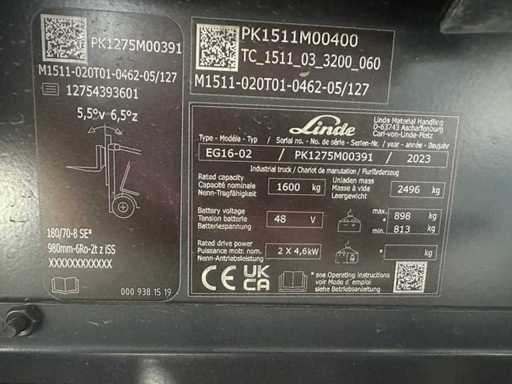 PK1275M00391
M1511-020T01-0462-05/127
12754393601
5,5°v 6,5°z
180/70-8 SE*
980mm-6Ro-2t z iSS
XXXXXXXXXXXX
000 938 15 19
PK1511M00400
TC_1511_03_3200_060
M1511-020T01-0462-05/127
Linde
Linde Material Handling
D-63743 Aschaffenburg
Carl-von-Linde-Platz
Type - Modèle - Typ / Serial no. - No. de série - Serien-Nr. / year - année - Baujahr
EG16-02 / PK1275M00391 / 2023
Industrial truck / Chariot de manutation / Flurförderzeug
Rated capacity
Capacité nominale
Nenn-Tragfähigkeit
1600 kg
Unladen mass
Masse à vide
Leergewicht
2496 kg
Battery voltage
Tension batterie
Batteriespannung
48 V
max. 898 kg
min. 813 kg
Rated drive power
Puissance mot. nom.
Nenn-Antriebsleist.
2 X 4,6kW
* kg
CE UK CA
*see Operating instructions
voir Mode d'emploi
siehe Betriebsanleitung